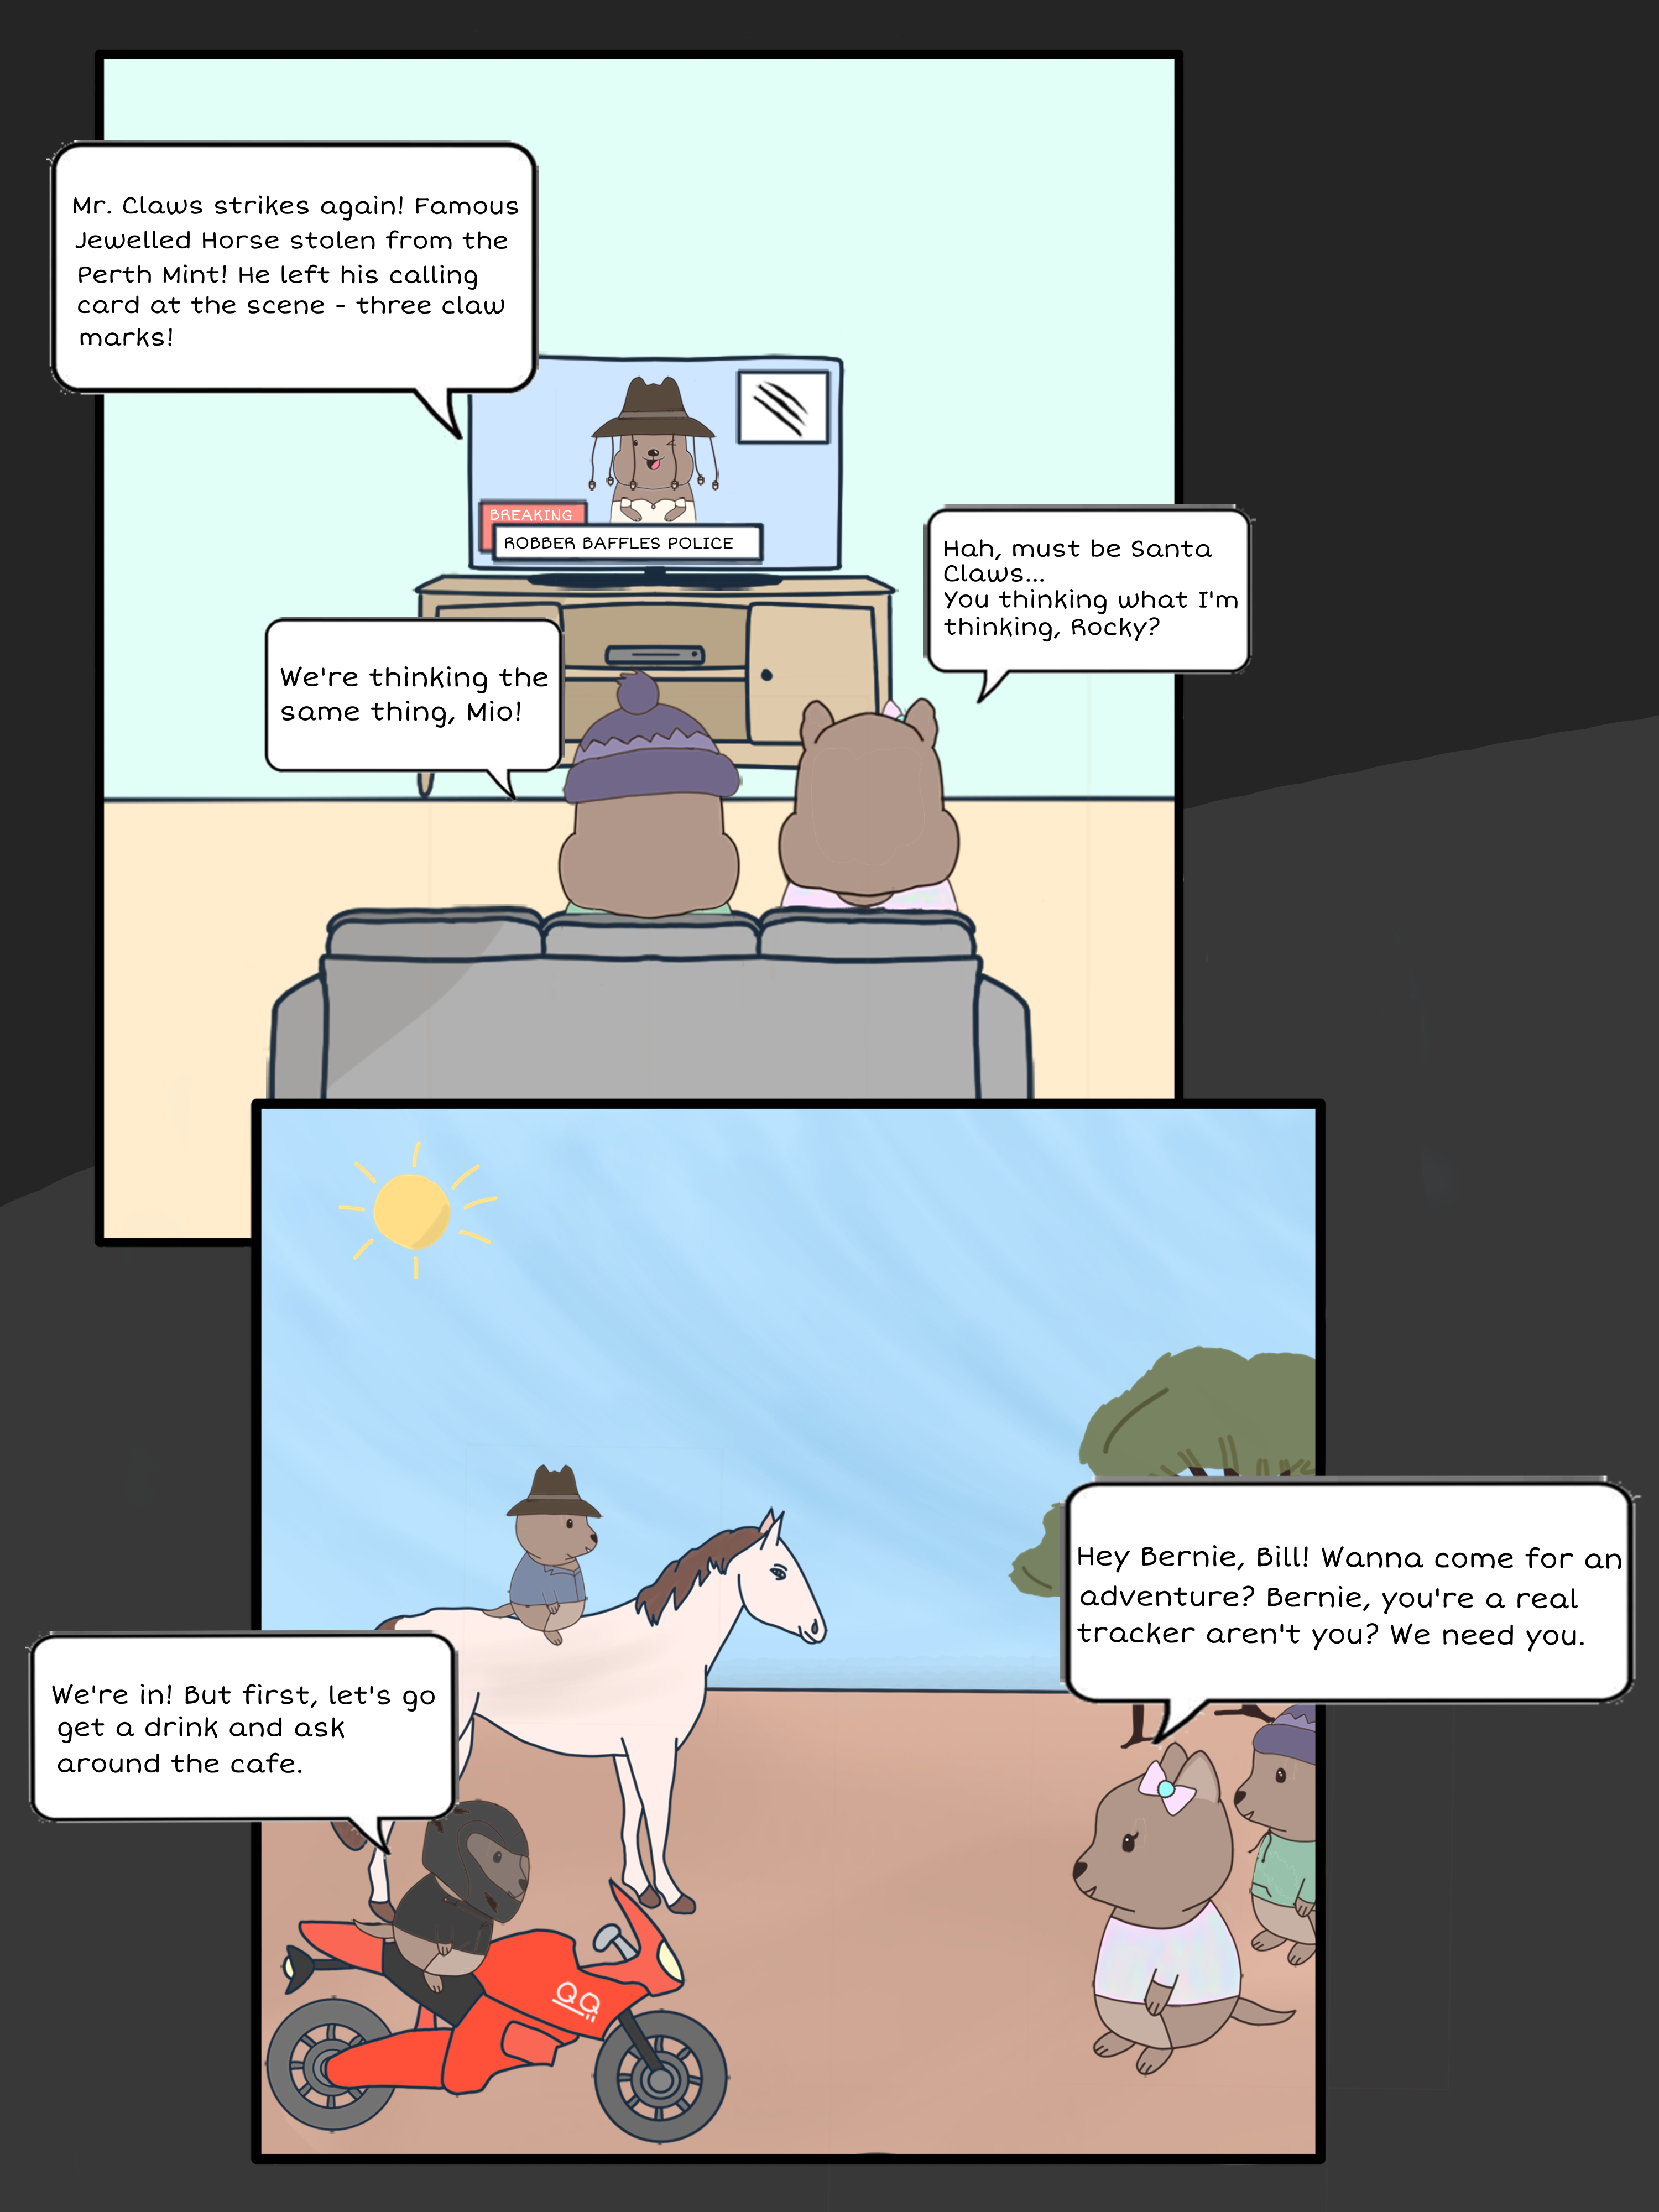 Mr. Claws strikes again! Famous
Jewelled Horse stolen from the
Perth Mint! He left his calling
card at the scene - three claw
marks!
BREAKING
ROBBER BAFFLES POLICE
Hah, must be Santa
Claws...
You thinking what I'm
thinking, Rocky?
We're thinking the
same thing, Mio!
Hey Bernie, Bill! Wanna come for an
adventure? Bernie, you're a real
tracker aren't you? We need you.
We're in! But first, let's go
get a drink and ask
around the cafe.
QQ